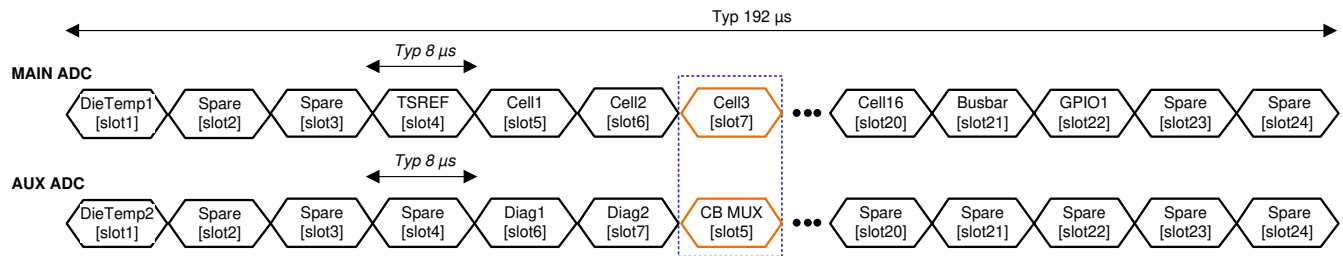 Typ 192 µs
Typ 8 µs
MAIN ADC
DieTemp1
[slot1]
Spare
[slot2]
Spare
[slot3]
TSREF
[slot4]
Cell1
[slot5]
Cell2
[slot6]
Cell3
[slot7]
Cell16
[slot20]
Busbar
[slot21]
GPIO1
[slot22]
Spare
[slot23]
Spare
[slot24]
Typ 8 µs
AUX ADC
DieTemp2
[slot1]
Spare
[slot2]
Spare
[slot3]
Spare
[slot4]
Diag1
[slot6]
Diag2
[slot7]
CB MUX
[slot5]
Spare
[slot20]
Spare
[slot21]
Spare
[slot22]
Spare
[slot23]
Spare
[slot24]